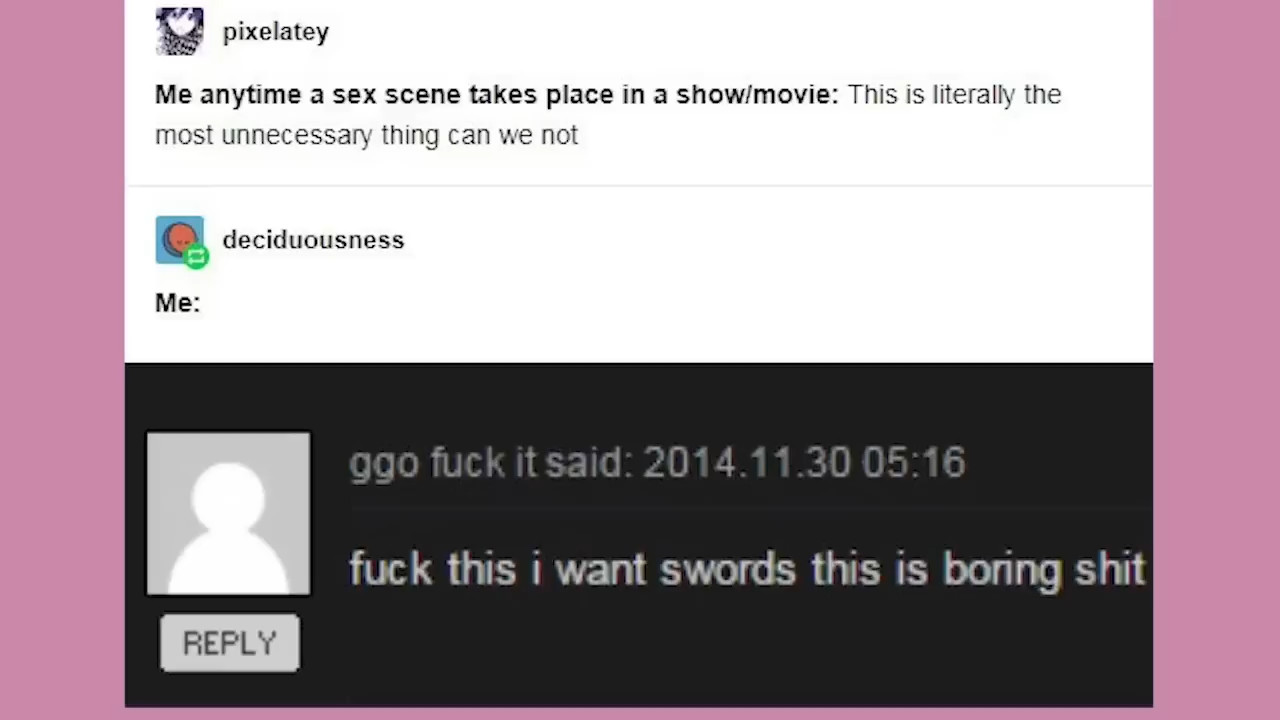 pixelatey
Me anytime a sex scene takes place in a show/movie: This is literally the
most unnecessary thing can we not
deciduousness
Me:
ggo fuck it said: 2014.11.30 05:16
fuck this i want swords this is boring shit
REPLY